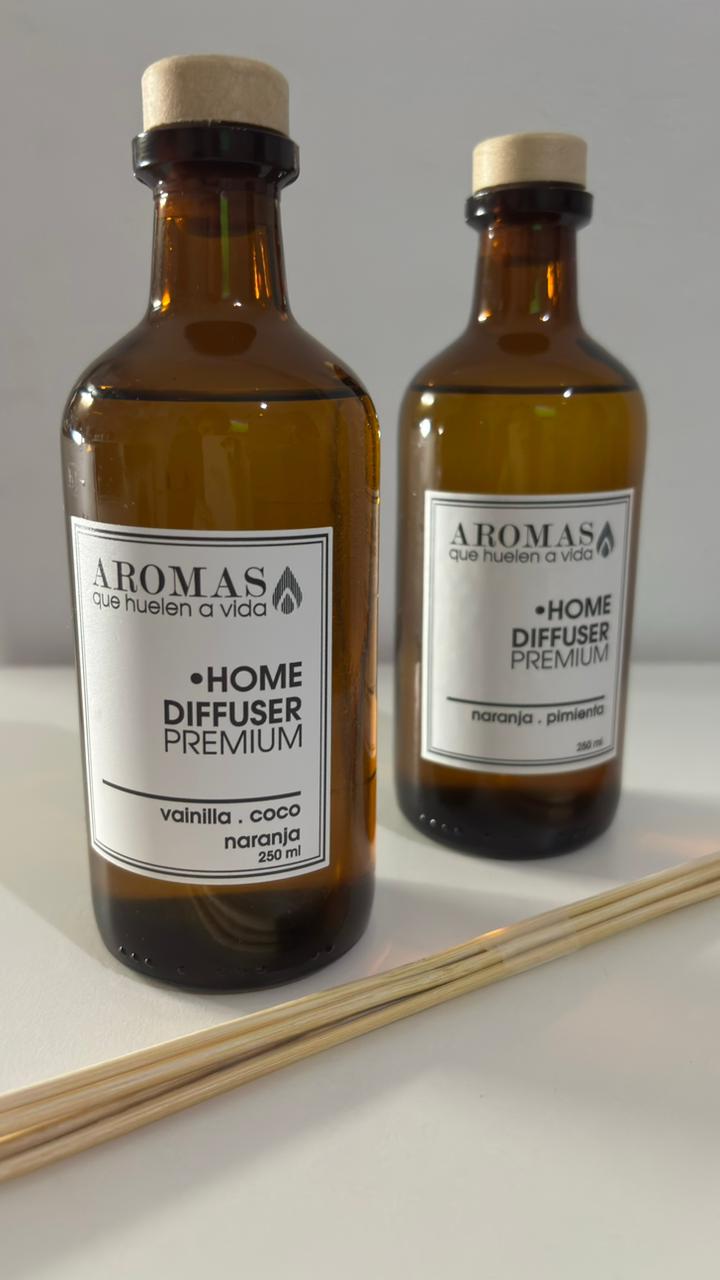 AROMAS
que huelen a vida
•HOME
DIFFUSER
PREMIUM
vainilla . coco
naranja
250 ml
AROMAS
que huelen a vida
•HOME
DIFFUSER
PREMIUM
naranja . pimienta
250 ml